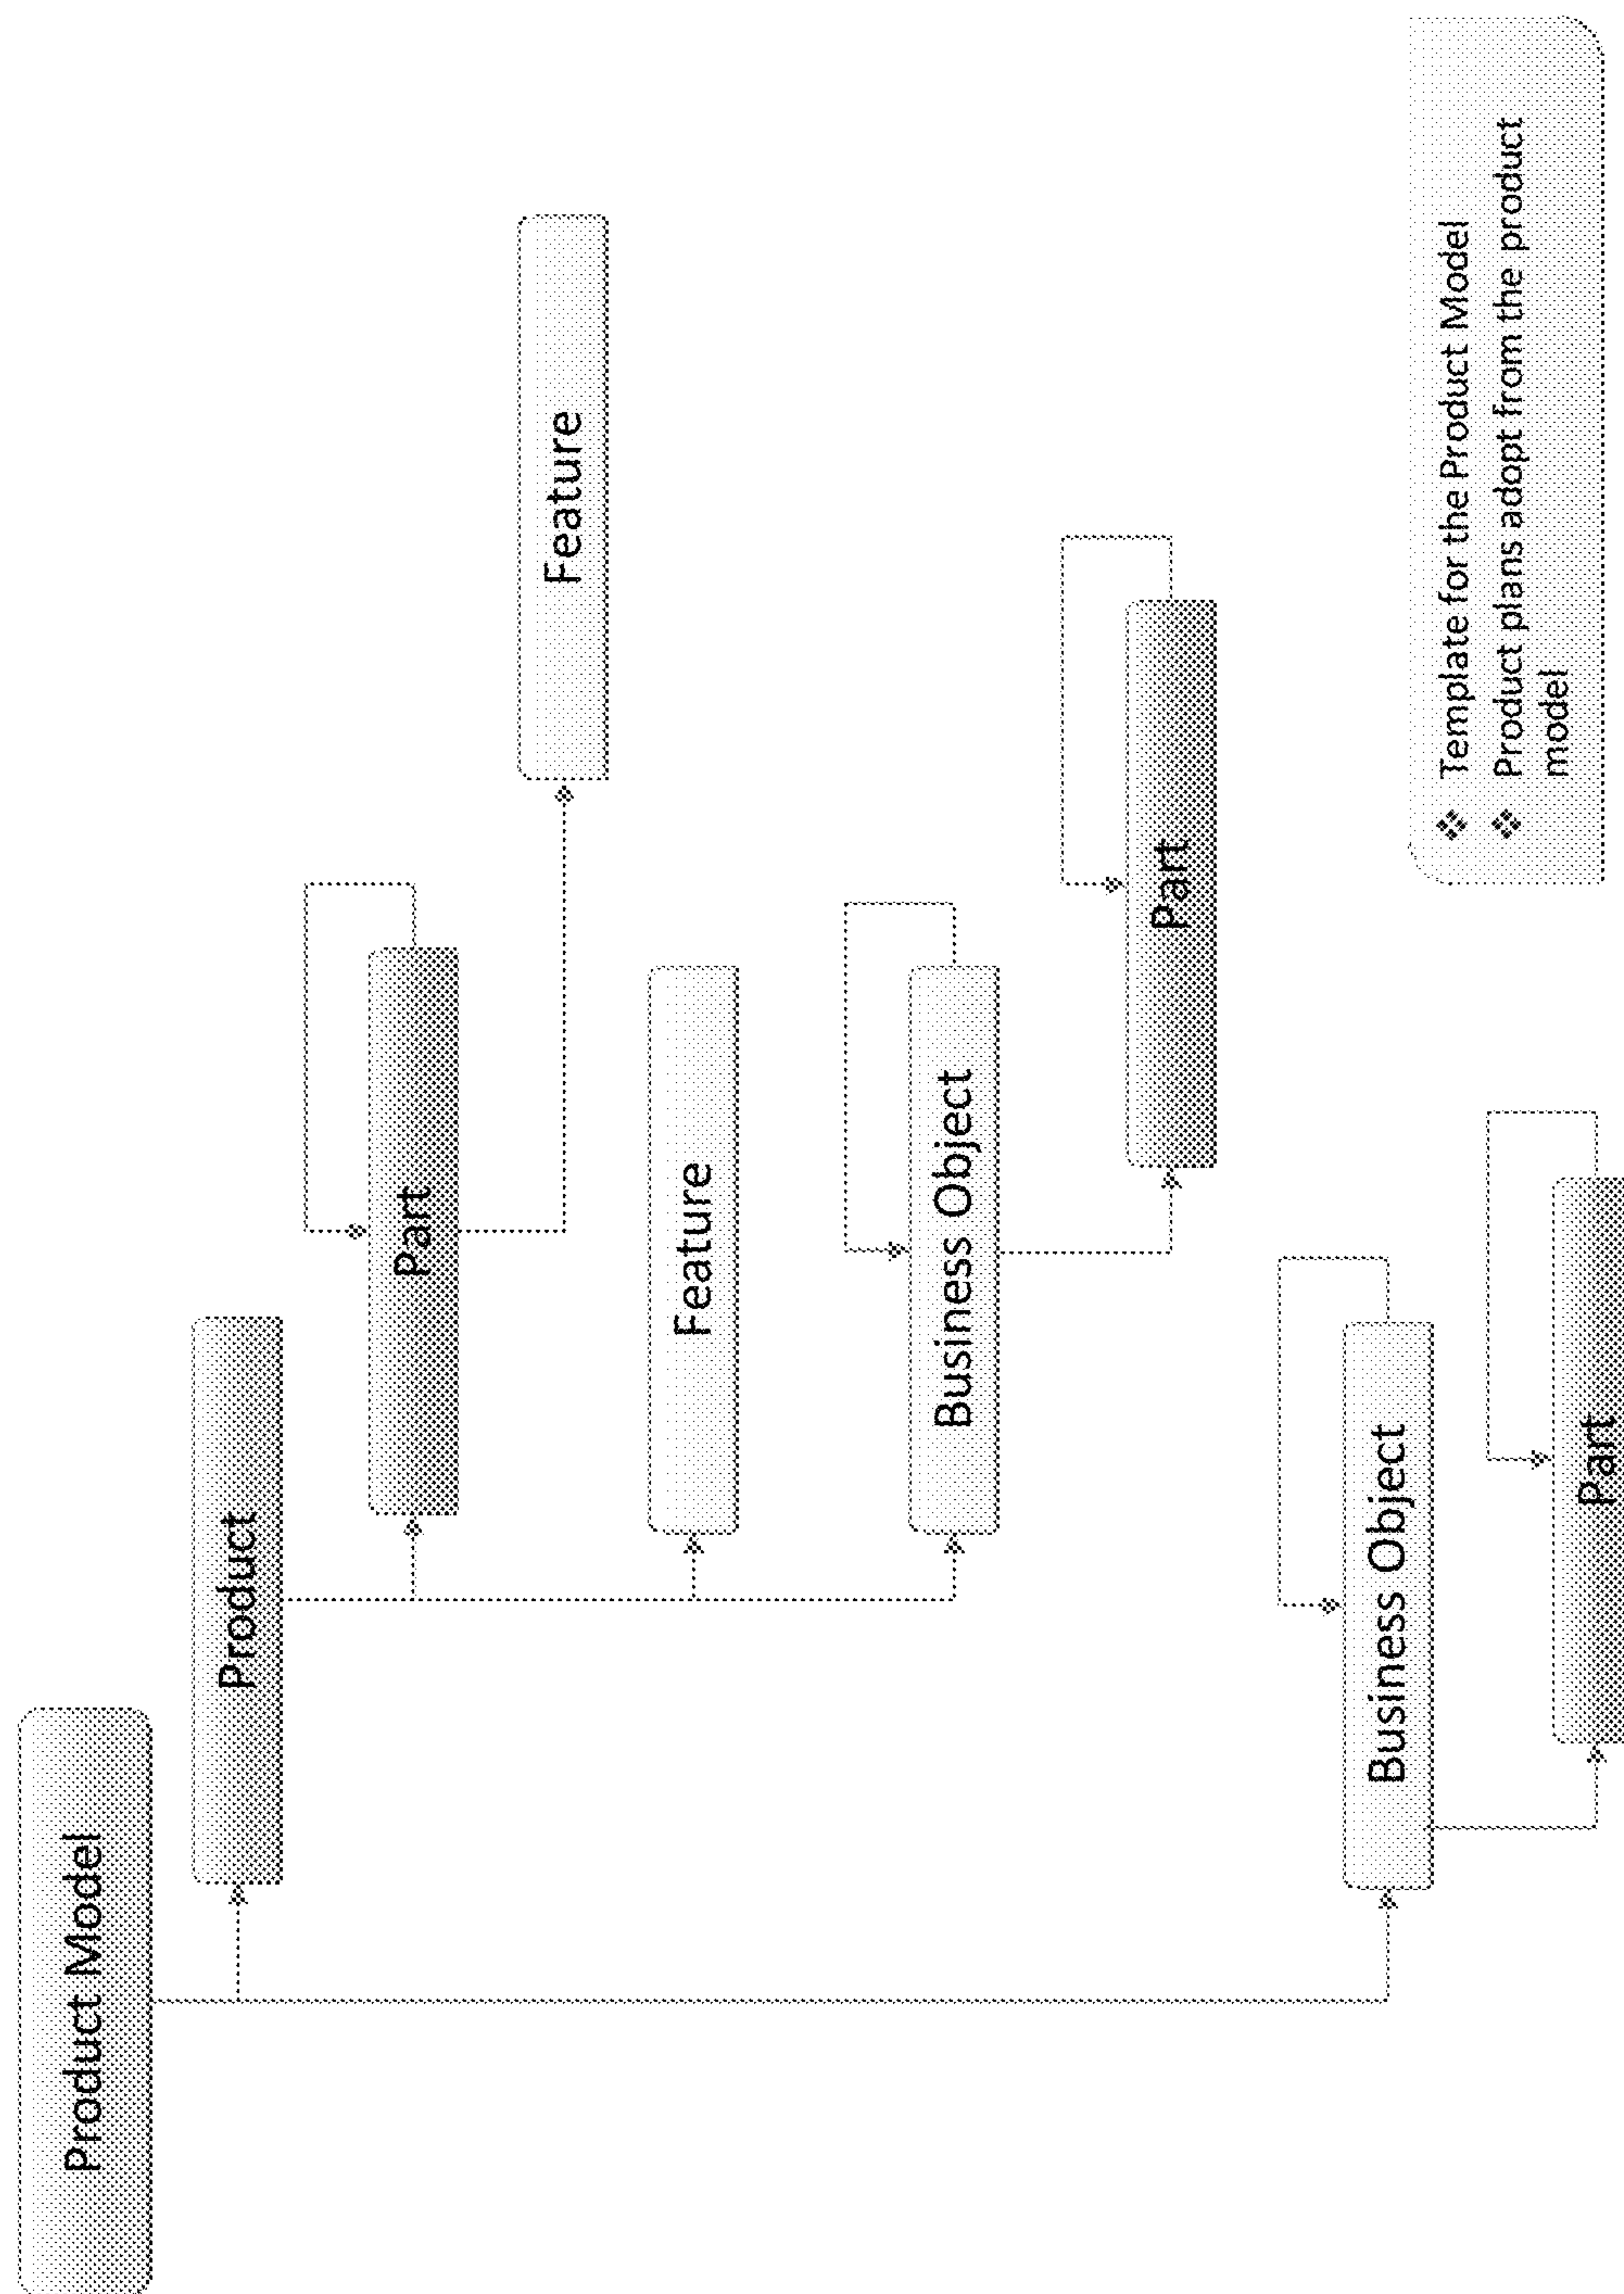 Product Model
Product
Part
Feature
Feature
Business Object
Part
Business Object
Part
❖ Template for the Product Model
❖ Product plans adopt from the product
model